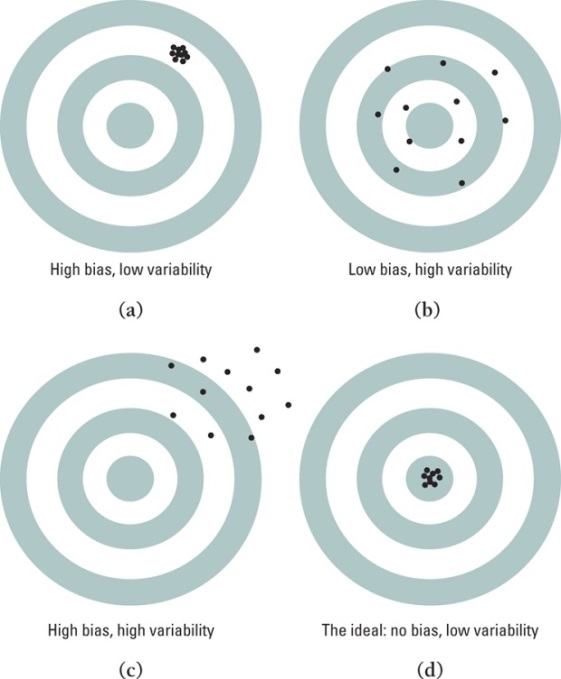 High bias, low variability
(a)
Low bias, high variability
(b)
High bias, high variability
(c)
The ideal: no bias, low variability
(d)